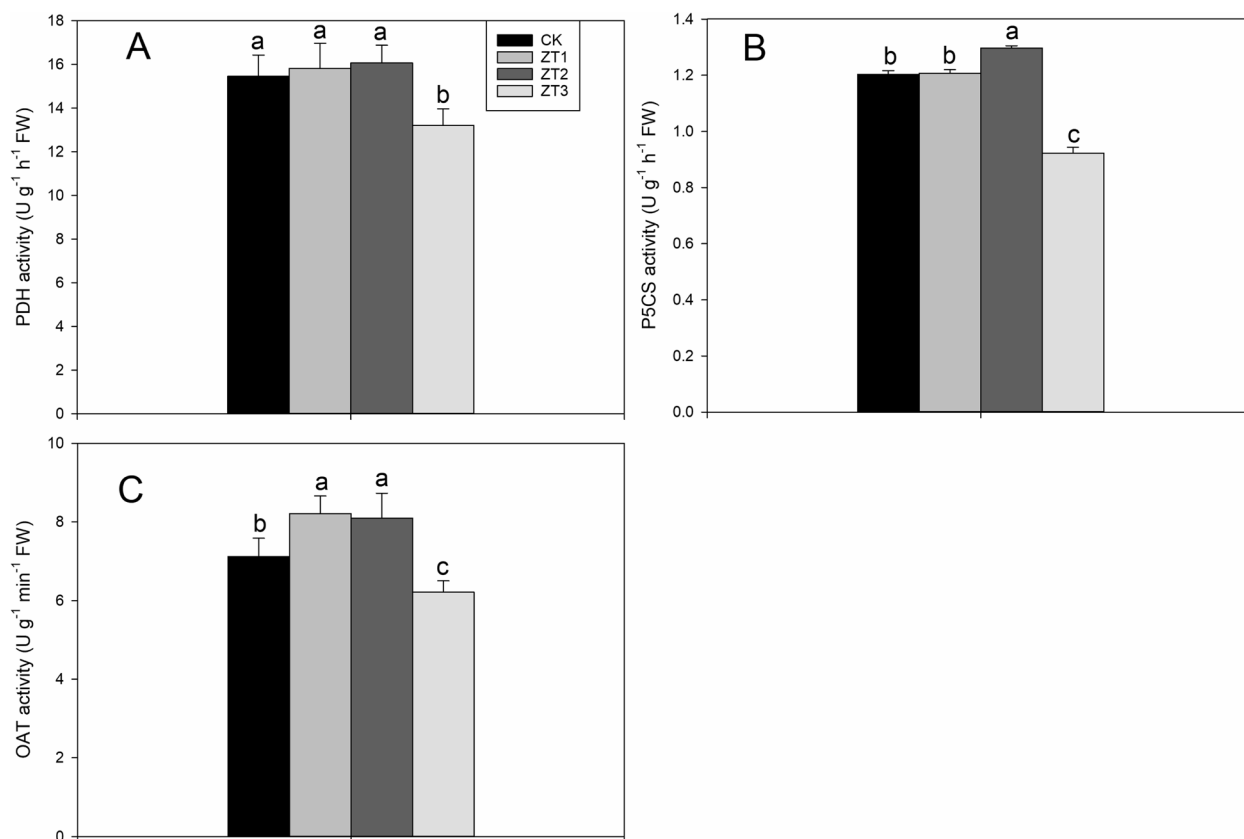 A
PDH activity (U g⁻¹ h⁻¹ FW)
18
16
14
12
10
8
6
4
2
0
a
a
a
b
CK
ZT1
ZT2
ZT3
B
P5CS activity (U g⁻¹ h⁻¹ FW)
1.4
1.2
1.0
0.8
0.6
0.4
0.2
0.0
b
b
a
c
C
OAT activity (U g⁻¹ min⁻¹ FW)
10
8
6
4
2
0
b
a
a
c